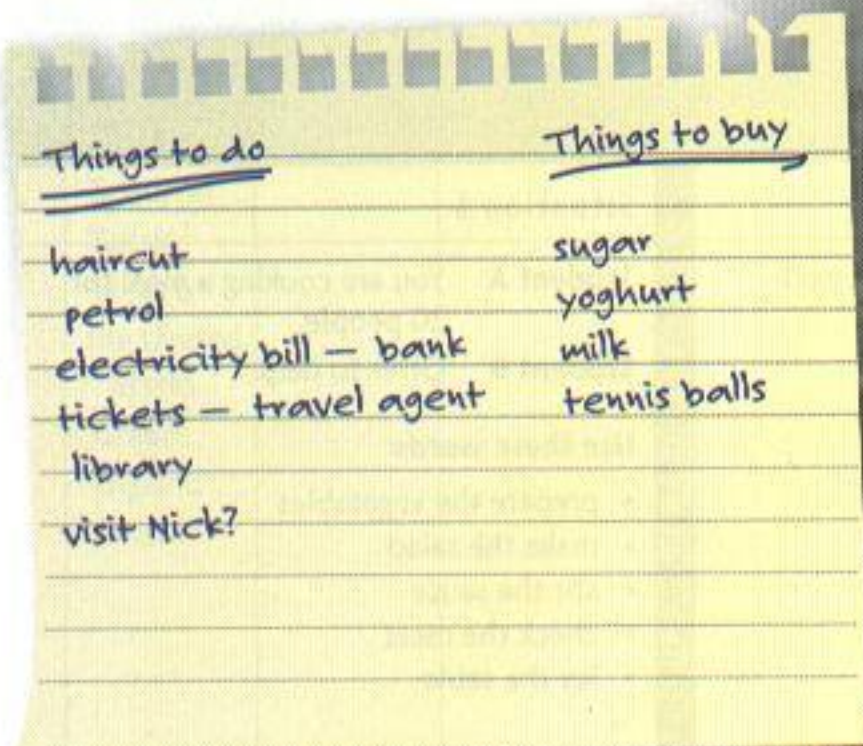 Things to do
haircut
petrol
electricity bill — bank
tickets — travel agent
library
visit Nick?
Things to buy
sugar
yoghurt
milk
tennis balls